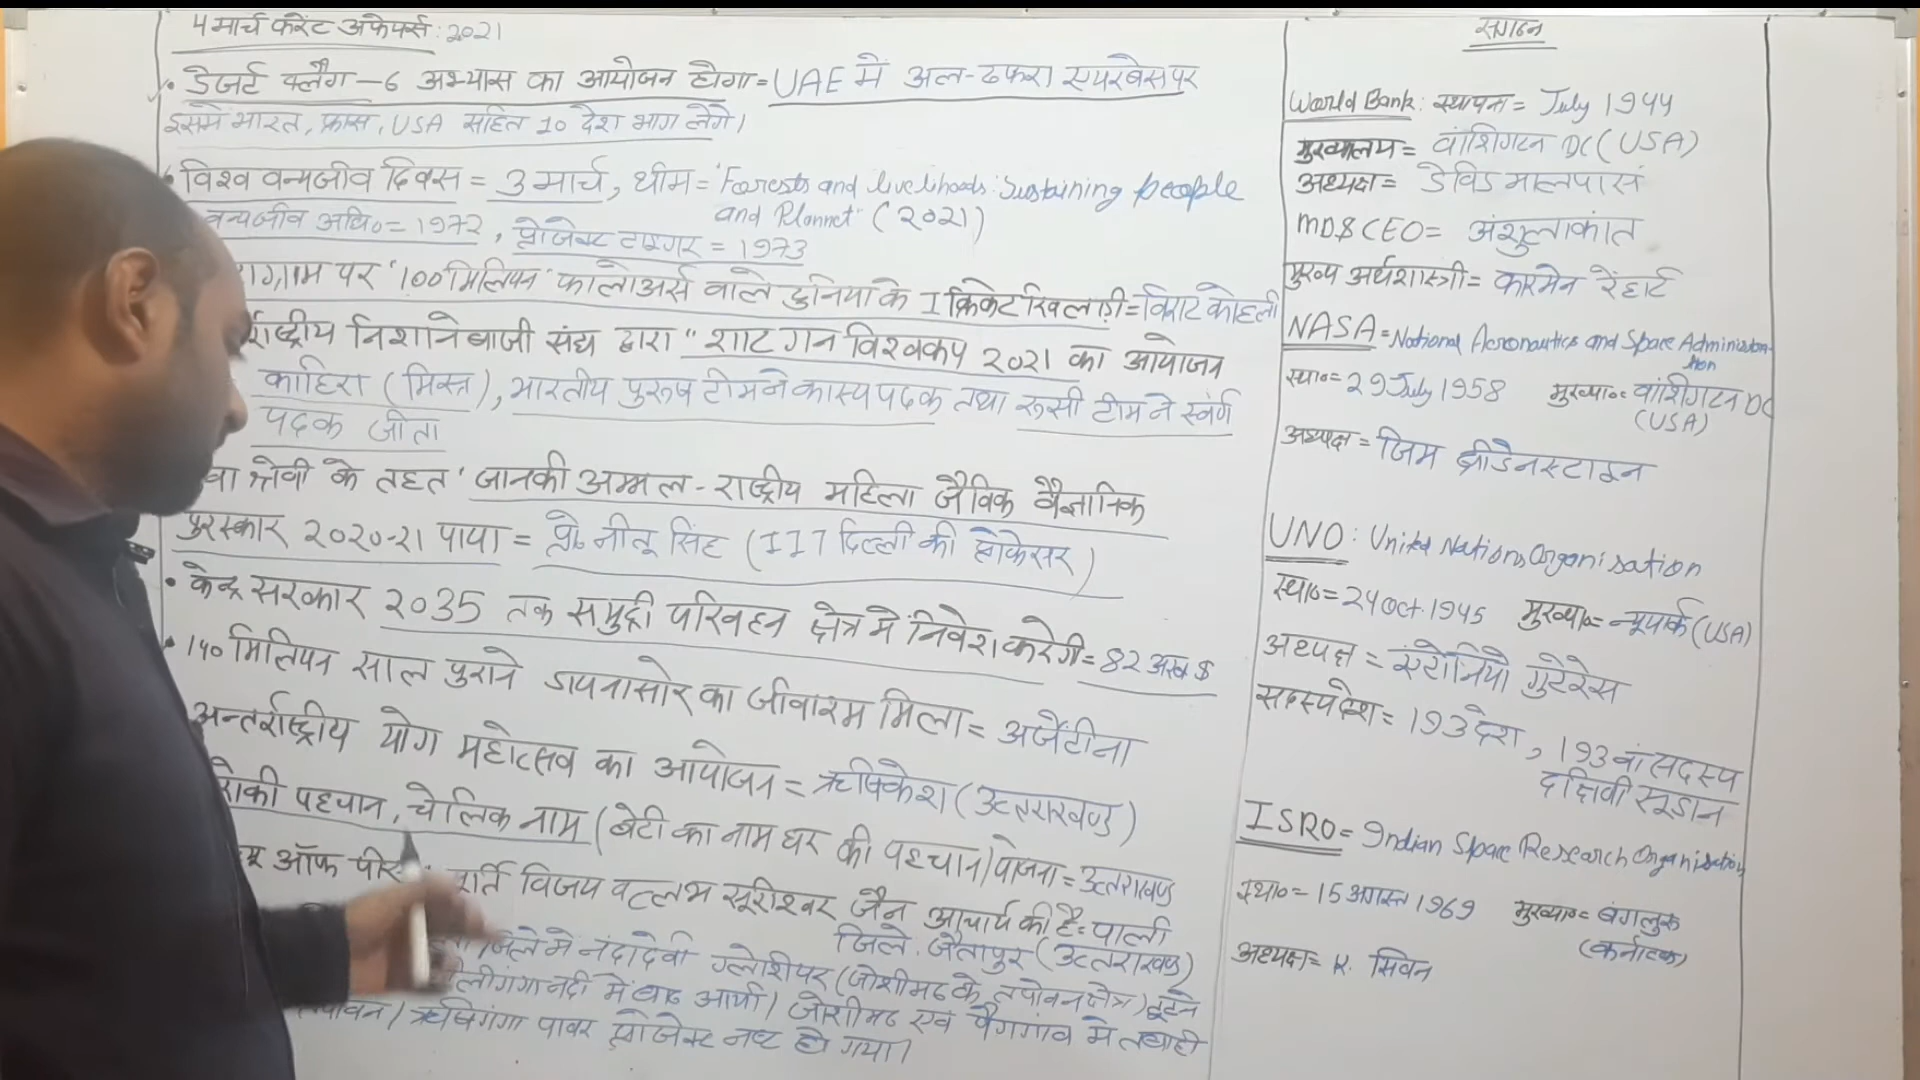 4 मार्च करेंट अफेयर्स : 2021
• डेजर्ट फ्लैग – 6 अभ्यास का आयोजन होगा = UAE में अल-ढफरा एयरबेस पर
इसमे भारत, फ्रांस, USA सहित 10 देश भाग लेंगे।
• विश्व वन्यजीव दिवस = 3 मार्च, थीम = "Forests and livelihoods: Sustaining people
and Plannet" (2021)
वन्यजीव अधि० = 1972, प्रोजेक्ट टाइगर = 1973
ग्राम पर '100 मिलियन' फालोअर्स वाले दुनिया के I क्रिकेट खिलाड़ी = विराट कोहली
र्राष्ट्रीय निशानेबाजी संघ द्वारा "शाटगन विश्वकप 2021 का आयोजन
काहिरा (मिस्त्र), भारतीय पुरुष टीम ने कास्य पदक तथा रूसी टीम ने स्वर्ण
पदक जीता
के तहत 'जानकी अम्मल - राष्ट्रीय महिला जैविक वैज्ञानिक
पुरस्कार 2020-21 पाया = प्रो० नीतू सिंह (IIT दिल्ली की प्रोफेसर)
• केन्द्र सरकार 2035 तक समुद्री परिवहन क्षेत्र मे निवेश करेगी = 82 अरब $
• 140 मिलियन साल पुराने डायनासोर का जीवाश्म मिला = अर्जेंटीना
अन्तर्राष्ट्रीय योग महोत्सव का आयोजन = ऋषिकेश (उत्तराखण्ड)
की पहचान, चेलिक नाम (बेटी का नाम घर की पहचान) योजना = उत्तराखण्ड
ऑफ पीस विजय वल्लभ सूरीश्वर जैन आचार्य की है = पाली
जिले. जैतापुर (उत्तराखण्ड)
जिले मे नंदादेवी ग्लेशियर (जोशीमठ के तपोवन क्षेत्र) टूटने
नदी में बाढ आयी। जोशीमठ एवं पैंगगांव मे तबाही
/ऋषिगंगा पावर प्रोजेक्ट नष्ट हो गया।
संगठन
World Bank: स्थापना = July 1944
मुख्यालय = वांशिगटन DC (USA)
अध्यक्ष = डेविड मालपास
MD & CEO = अंशुलाकांत
मुख्य अर्थशास्त्री = कारमेन रेंहार्ट
NASA = National Aeronautics and Space Administration
स्था० = 29 July 1958 मुख्या० = वांशिगटन DC
(USA)
अध्यक्ष = जिम ब्रीडेनस्टाइन
UNO: United Nations Organisation
स्था० = 24 Oct. 1945 मुख्या० = न्यूयार्क (USA)
अध्यक्ष = एंटोनियो गुटेरेस
सदस्य देश = 193 देश, 193 वां सदस्य
दक्षिणी सूडान
ISRO = Indian Space Research Organisation
स्था० = 15 अगस्त 1969 मुख्या० = बंगलुरु
(कर्नाटक)
अध्यक्ष = K. सिवन